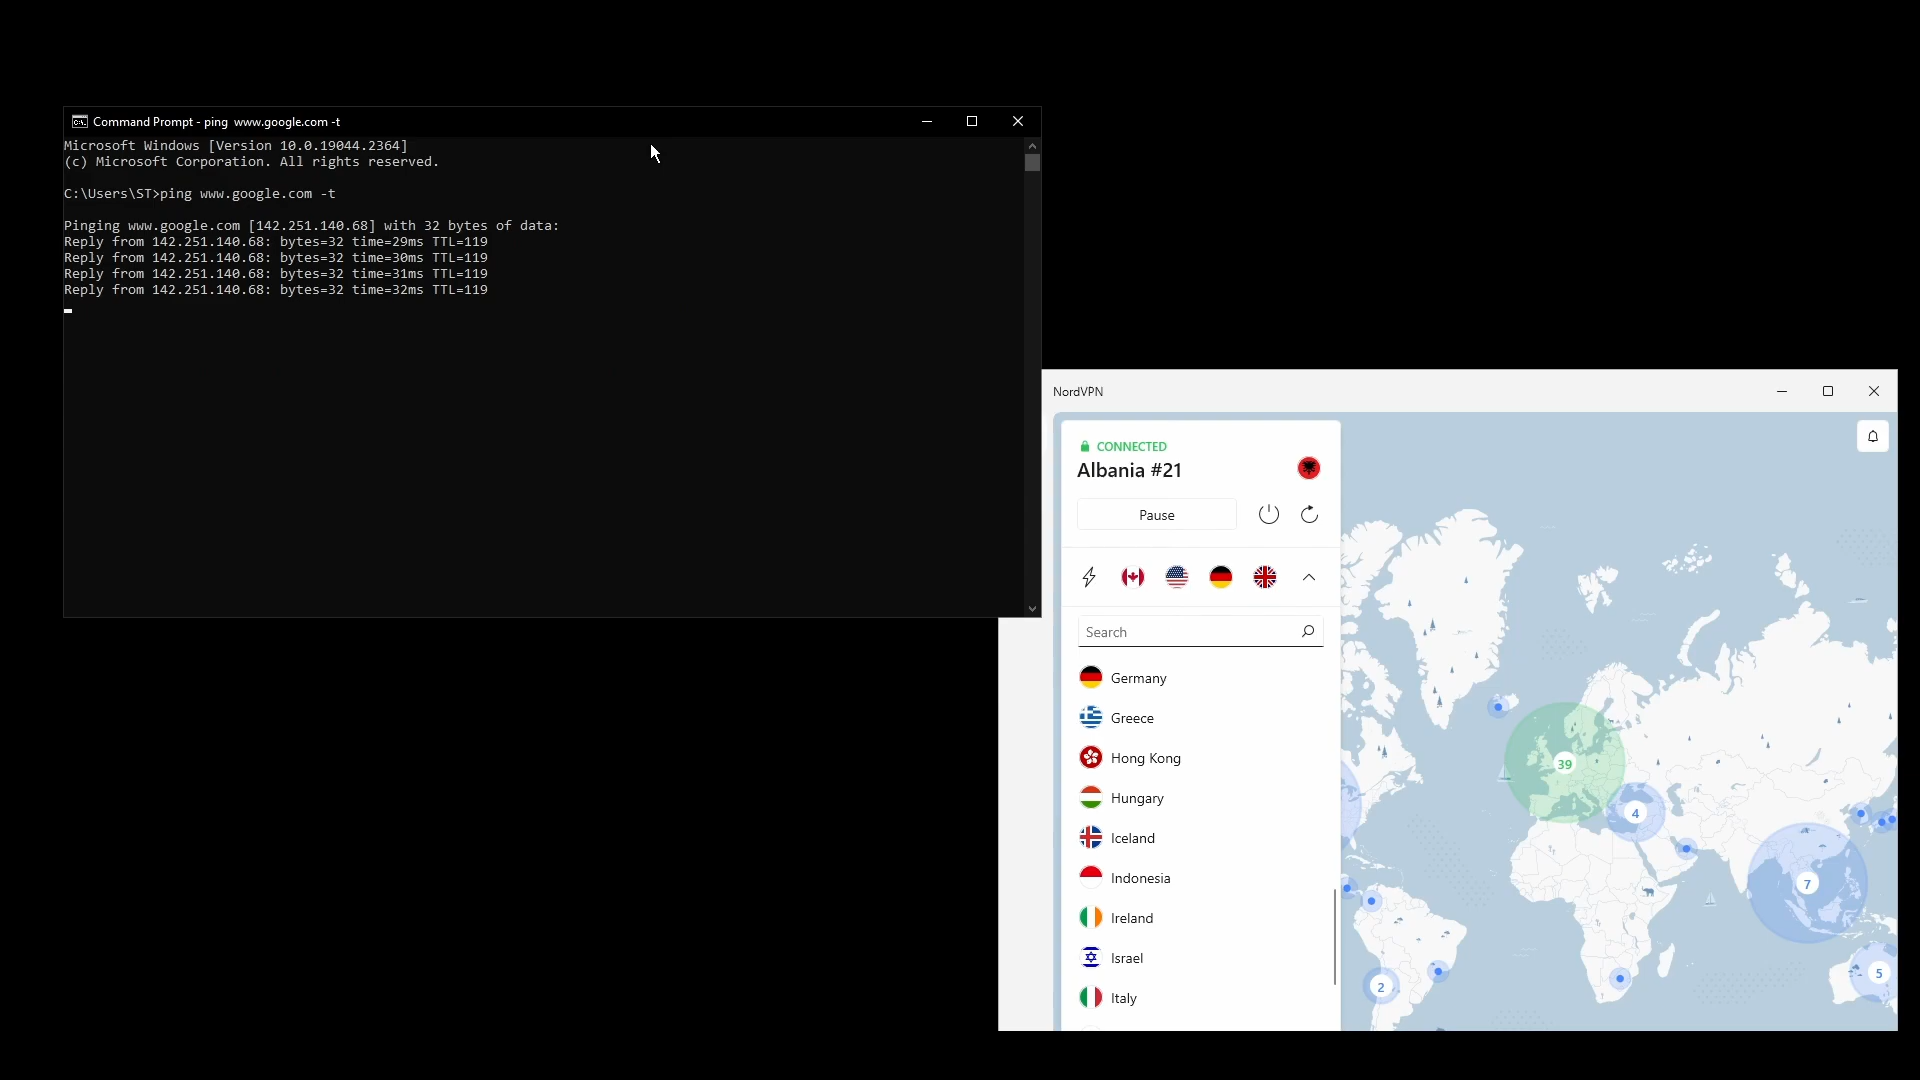 Command Prompt - ping  www.google.com -t
Microsoft Windows [Version 10.0.19044.2364]
(c) Microsoft Corporation. All rights reserved.
C:\Users\ST>ping www.google.com -t
Pinging www.google.com [142.251.140.68] with 32 bytes of data:
Reply from 142.251.140.68: bytes=32 time=29ms TTL=119
Reply from 142.251.140.68: bytes=32 time=30ms TTL=119
Reply from 142.251.140.68: bytes=32 time=31ms TTL=119
Reply from 142.251.140.68: bytes=32 time=32ms TTL=119
NordVPN
CONNECTED
Albania #21
Pause
Search
Germany
Greece
Hong Kong
Hungary
Iceland
Indonesia
Ireland
Israel
Italy
39
4
7
5
2